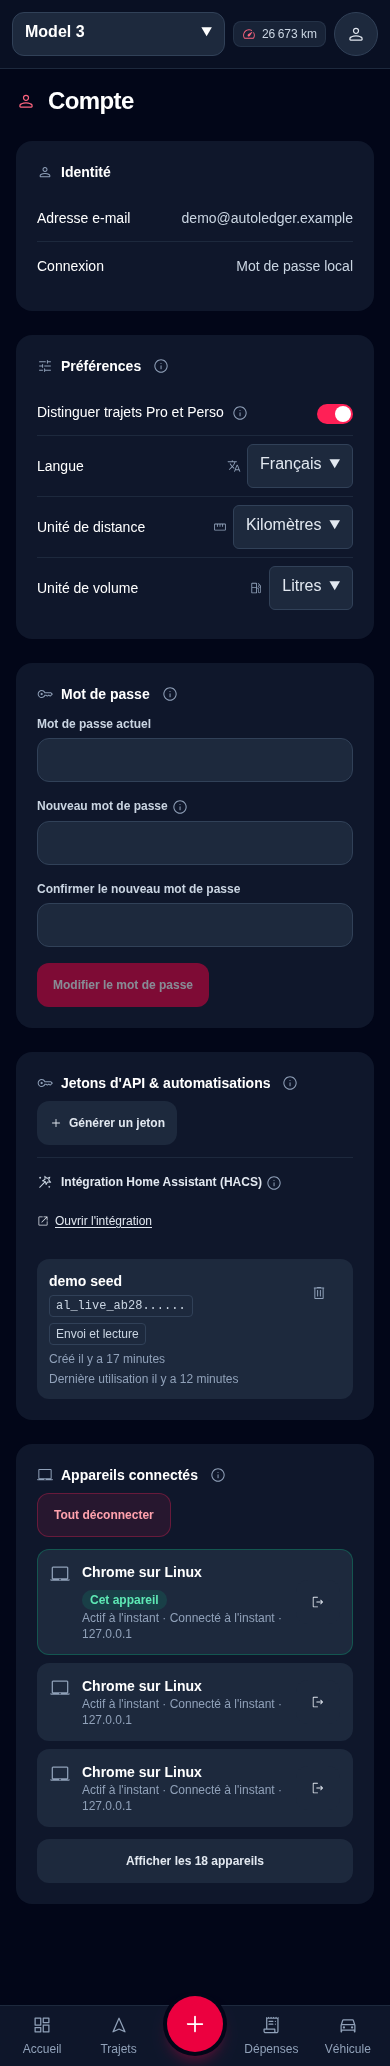 Model 3 ▼
26 673 km
Compte
Identité
Adresse e-mail
demo@autoledger.example
Connexion
Mot de passe local
Préférences
Distinguer trajets Pro et Perso
Langue
Français ▼
Unité de distance
Kilomètres ▼
Unité de volume
Litres ▼
Mot de passe
Mot de passe actuel
Nouveau mot de passe
Confirmer le nouveau mot de passe
Modifier le mot de passe
Jetons d'API & automatisations
Générer un jeton
Intégration Home Assistant (HACS)
Ouvrir l'intégration
demo seed
al_live_ab28......
Envoi et lecture
Créé il y a 17 minutes
Dernière utilisation il y a 12 minutes
Appareils connectés
Tout déconnecter
Chrome sur Linux
Cet appareil
Actif à l'instant · Connecté à l'instant ·
127.0.0.1
Chrome sur Linux
Actif à l'instant · Connecté à l'instant ·
127.0.0.1
Chrome sur Linux
Actif à l'instant · Connecté à l'instant ·
127.0.0.1
Afficher les 18 appareils
Accueil
Trajets
Dépenses
Véhicule